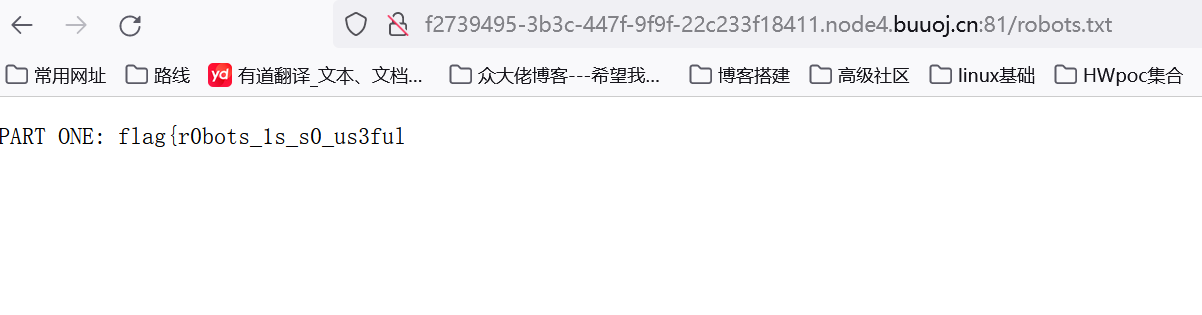 f2739495-3b3c-447f-9f9f-22c233f18411.node4.buuoj.cn:81/robots.txt
常用网址 路线 yd 有道翻译_文本、文档... 众大佬博客---希望我... 博客搭建 高级社区 linux基础 HWpoc集合
PART ONE: flag{r0bots_1s_s0_us3ful